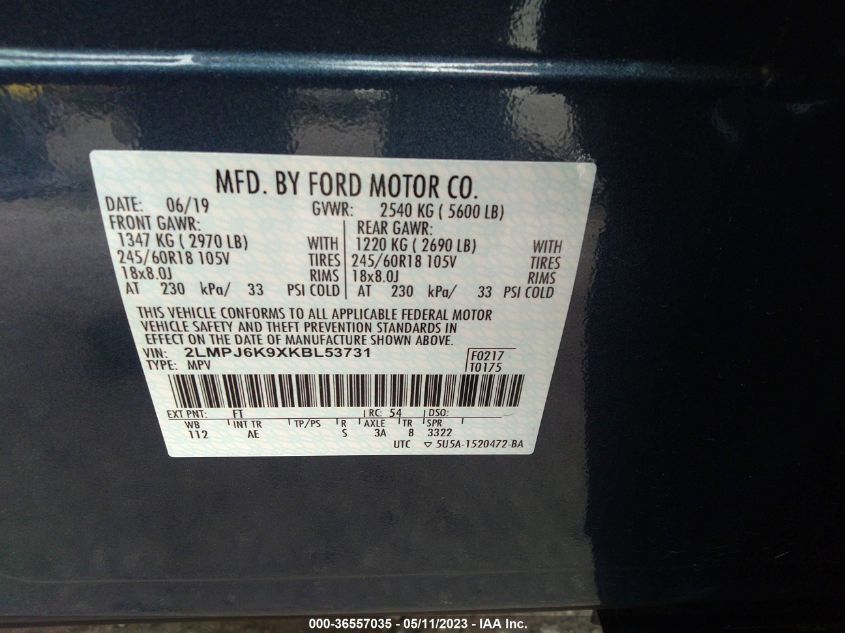 MFD. BY FORD MOTOR CO.
DATE: 06/19 GVWR: 2540 KG ( 5600 LB)
FRONT GAWR: REAR GAWR:
1347 KG ( 2970 LB) WITH 1220 KG ( 2690 LB) WITH
245/60R18 105V TIRES 245/60R18 105V TIRES
18x8.0J RIMS 18x8.0J RIMS
AT 230 kPa/ 33 PSI COLD AT 230 kPa/ 33 PSI COLD
THIS VEHICLE CONFORMS TO ALL APPLICABLE FEDERAL MOTOR
VEHICLE SAFETY AND THEFT PREVENTION STANDARDS IN
EFFECT ON THE DATE OF MANUFACTURE SHOWN ABOVE.
VIN: 2LMPJ6K9XKBL53731 F0217
TYPE: MPV T0175
EXT PNT: FT RC: 54 DSO:
WB INT TR TP/PS R AXLE TR SPR
112 AE S 3A 8 3322
UTC ▽ 5U5A-1520472-BA
000-36557035 - 05/11/2023 - IAA Inc.